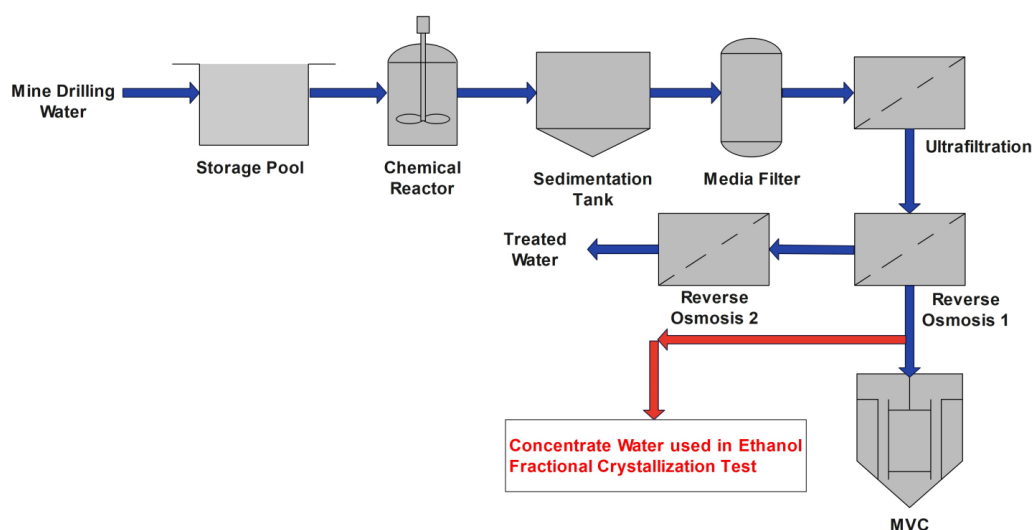 Mine Drilling
Water
Storage Pool
Chemical
Reactor
Sedimentation
Tank
Media Filter
Ultrafiltration
Treated
Water
Reverse
Osmosis 2
Reverse
Osmosis 1
Concentrate Water used in Ethanol
Fractional Crystallization Test
MVC